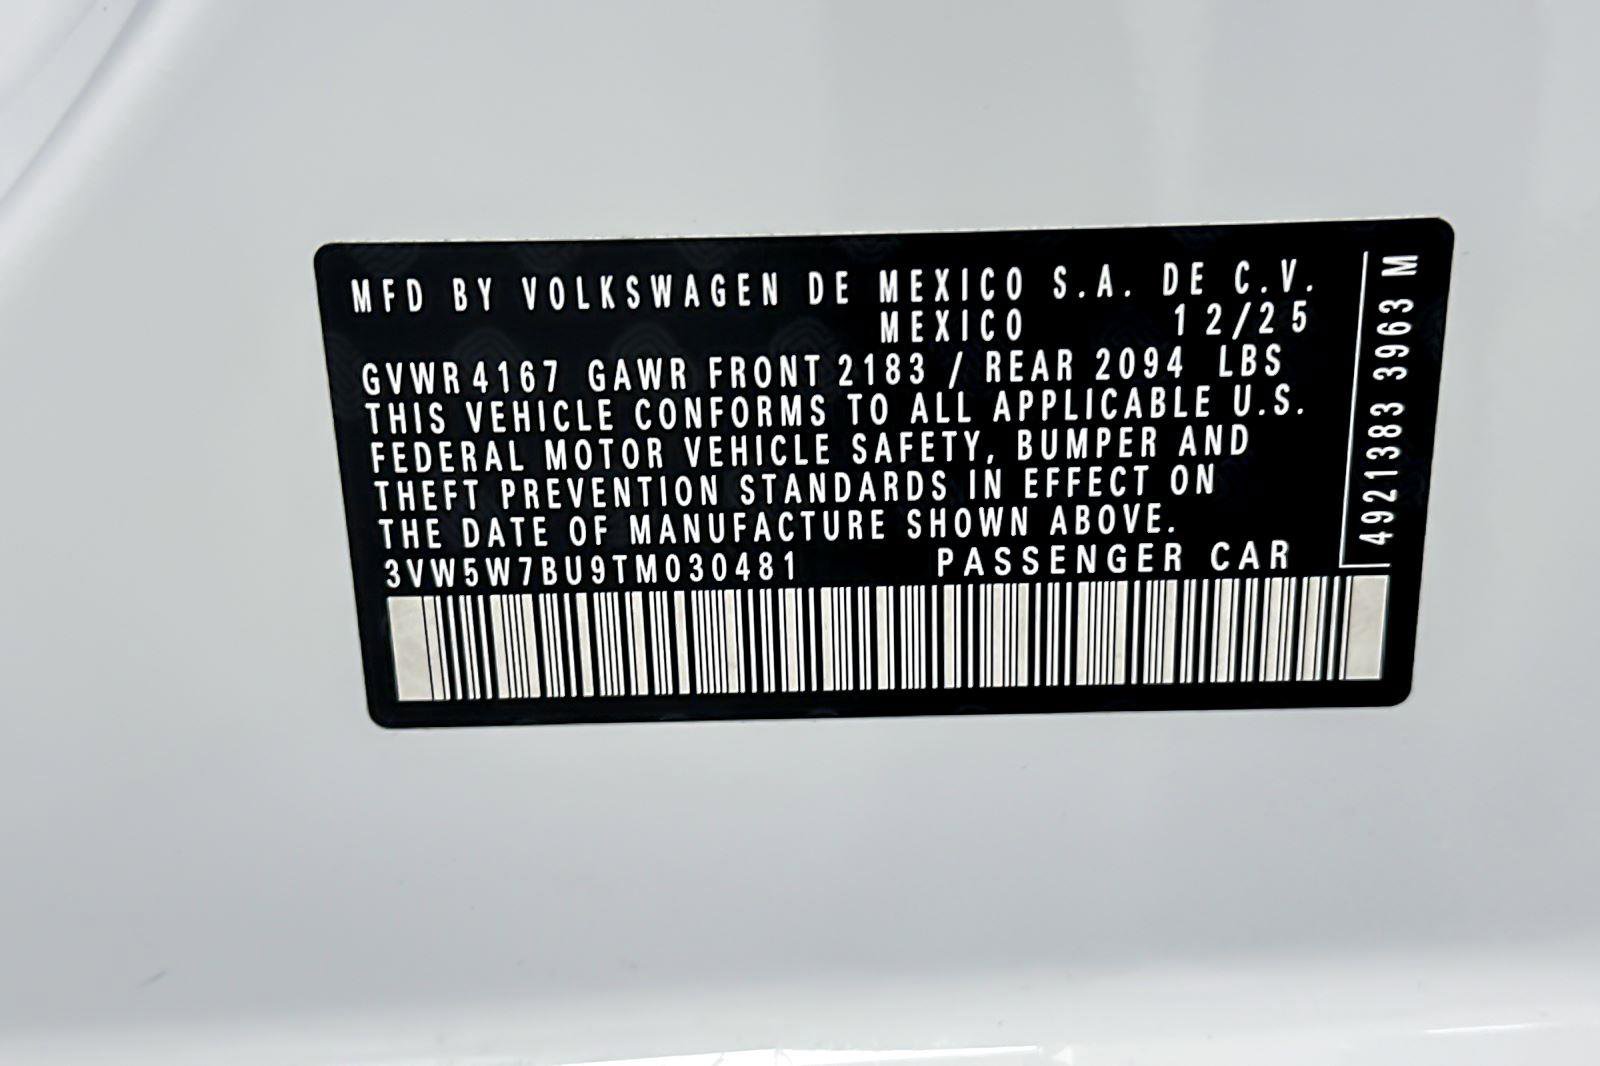 MFD BY VOLKSWAGEN DE MEXICO S.A. DE C.V.
MEXICO 12/25
GVWR 4167 GAWR FRONT 2183 / REAR 2094 LBS
THIS VEHICLE CONFORMS TO ALL APPLICABLE U.S.
FEDERAL MOTOR VEHICLE SAFETY, BUMPER AND
THEFT PREVENTION STANDARDS IN EFFECT ON
THE DATE OF MANUFACTURE SHOWN ABOVE.
3VW5W7BU9TM030481 PASSENGER CAR
4921383 3963 M